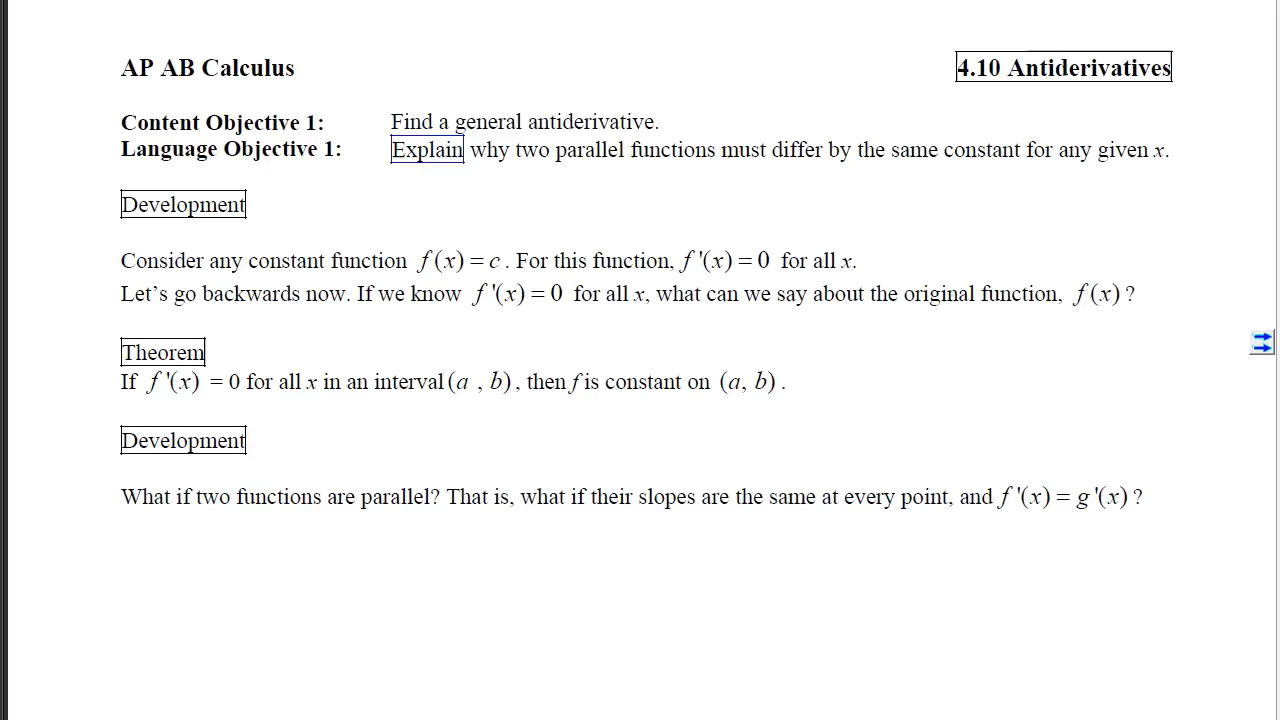 AP AB Calculus 4.10 Antiderivatives
Content Objective 1: Find a general antiderivative.
Language Objective 1: Explain why two parallel functions must differ by the same constant for any given x.
Development
Consider any constant function f(x) = c. For this function, f'(x) = 0 for all x.
Let's go backwards now. If we know f'(x) = 0 for all x, what can we say about the original function, f(x)?
Theorem
If f'(x) = 0 for all x in an interval (a , b), then f is constant on (a, b).
Development
What if two functions are parallel? That is, what if their slopes are the same at every point, and f'(x) = g'(x)?